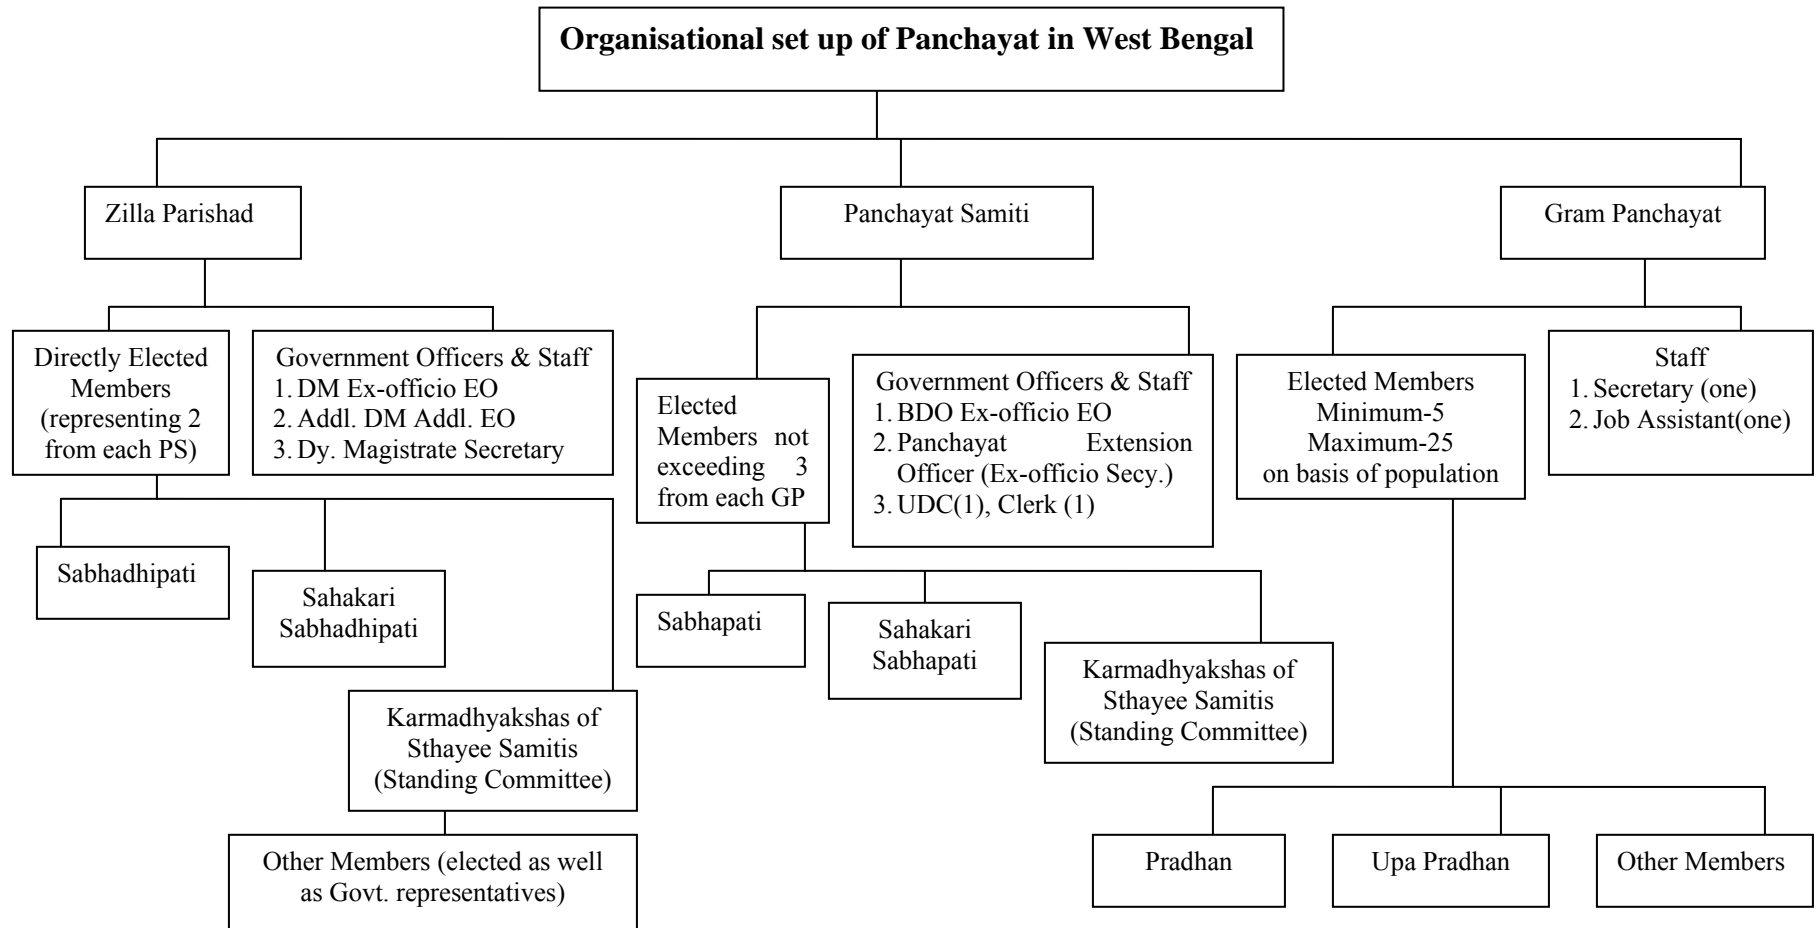 Organisational set up of Panchayat in West Bengal
Zilla Parishad
Panchayat Samiti
Gram Panchayat
Directly Elected
Members
(representing 2
from each PS)
Government Officers & Staff
1. DM Ex-officio EO
2. Addl. DM Addl. EO
3. Dy. Magistrate Secretary
Elected
Members not
exceeding 3
from each GP
Government Officers & Staff
1. BDO Ex-officio EO
2. Panchayat Extension
Officer (Ex-officio Secy.)
3. UDC(1), Clerk (1)
Elected Members
Minimum-5
Maximum-25
on basis of population
Staff
1. Secretary (one)
2. Job Assistant(one)
Sabhadhipati
Sahakari
Sabhadhipati
Karmadhyakshas of
Sthayee Samitis
(Standing Committee)
Other Members (elected as well
as Govt. representatives)
Sabhapati
Sahakari
Sabhapati
Karmadhyakshas of
Sthayee Samitis
(Standing Committee)
Pradhan
Upa Pradhan
Other Members